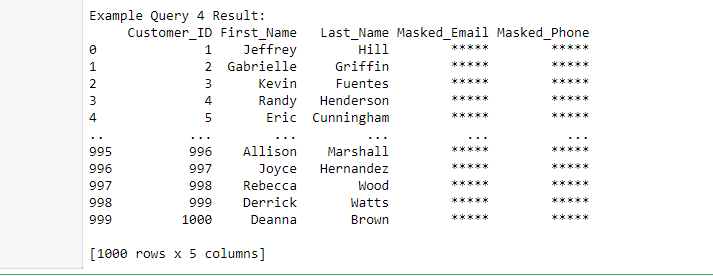 Example Query 4 Result:
Customer_ID First_Name Last_Name Masked_Email Masked_Phone
0 1 Jeffrey Hill ***** *****
1 2 Gabrielle Griffin ***** *****
2 3 Kevin Fuentes ***** *****
3 4 Randy Henderson ***** *****
4 5 Eric Cunningham ***** *****
.. ... ... ... ... ...
995 996 Allison Marshall ***** *****
996 997 Joyce Hernandez ***** *****
997 998 Rebecca Wood ***** *****
998 999 Derrick Watts ***** *****
999 1000 Deanna Brown ***** *****
[1000 rows x 5 columns]